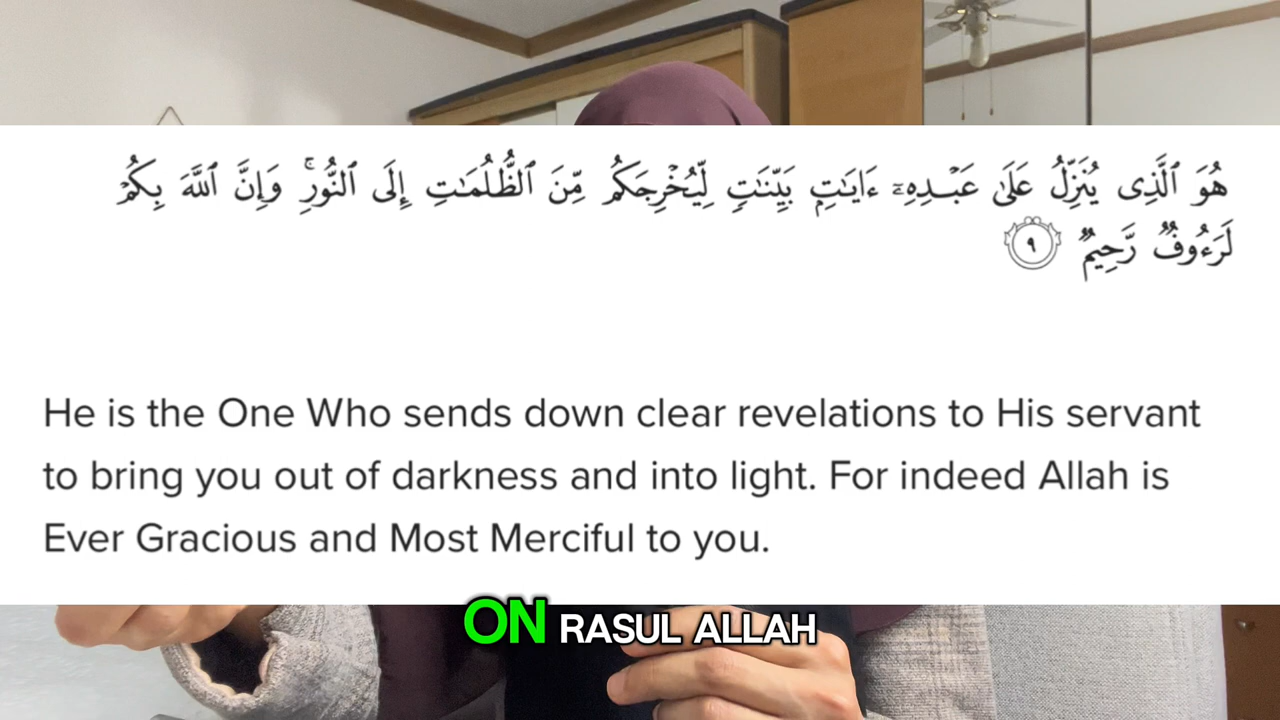 هُوَ ٱلَّذِى يُنَزِّلُ عَلَىٰ عَبْدِهِۦٓ ءَايَـٰتٍۭ بَيِّنَـٰتٍ لِّيُخْرِجَكُم مِّنَ ٱلظُّلُمَـٰتِ إِلَى ٱلنُّورِ ۚ وَإِنَّ ٱللَّهَ بِكُمْ
لَرَءُوفٌ رَّحِيمٌ ٩
He is the One Who sends down clear revelations to His servant
to bring you out of darkness and into light. For indeed Allah is
Ever Gracious and Most Merciful to you.
ON RASUL ALLAH